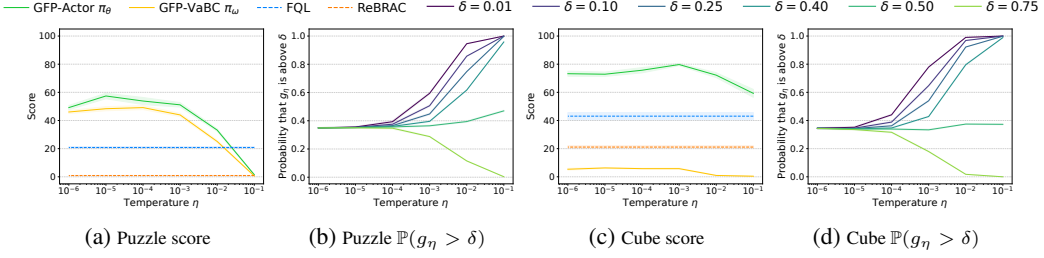 GFP-Actor πθ GFP-VaBC πω FQL ReBRAC δ = 0.01 δ = 0.10 δ = 0.25 δ = 0.40 δ = 0.50 δ = 0.75
Score
100
80
60
40
20
0
10⁻⁶ 10⁻⁵ 10⁻⁴ 10⁻³ 10⁻² 10⁻¹
Temperature η
(a) Puzzle score
Probability that gη is above δ
1.0
0.8
0.6
0.4
0.2
0.0
10⁻⁶ 10⁻⁵ 10⁻⁴ 10⁻³ 10⁻² 10⁻¹
Temperature η
(b) Puzzle ℙ(gη > δ)
Score
100
80
60
40
20
0
10⁻⁶ 10⁻⁵ 10⁻⁴ 10⁻³ 10⁻² 10⁻¹
Temperature η
(c) Cube score
Probability that gη is above δ
1.0
0.8
0.6
0.4
0.2
0.0
10⁻⁶ 10⁻⁵ 10⁻⁴ 10⁻³ 10⁻² 10⁻¹
Temperature η
(d) Cube ℙ(gη > δ)